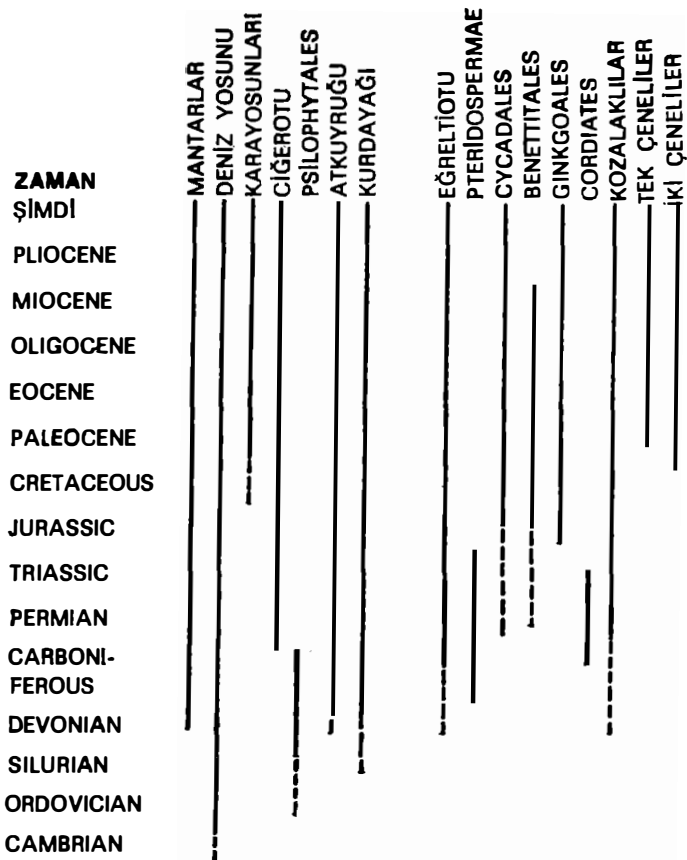 MANTARLAR
DENİZ YOSUNU
KARAYOSUNLARI
CİĞEROTU
PSİLOPHYTALES
ATKUYRUĞU
KURDAYAĞI
EĞRELTİOTU
PTERİDOSPERMAE
CYCADALES
BENETTITALES
GINKGOALES
CORDIATES
KOZALAKLILAR
TEK ÇENELİLER
İKİ ÇENELİLER
ZAMAN
ŞİMDİ
PLIOCENE
MIOCENE
OLIGOCENE
EOCENE
PALEOCENE
CRETACEOUS
JURASSIC
TRIASSIC
PERMIAN
CARBONI-
FEROUS
DEVONIAN
SILURIAN
ORDOVICIAN
CAMBRIAN